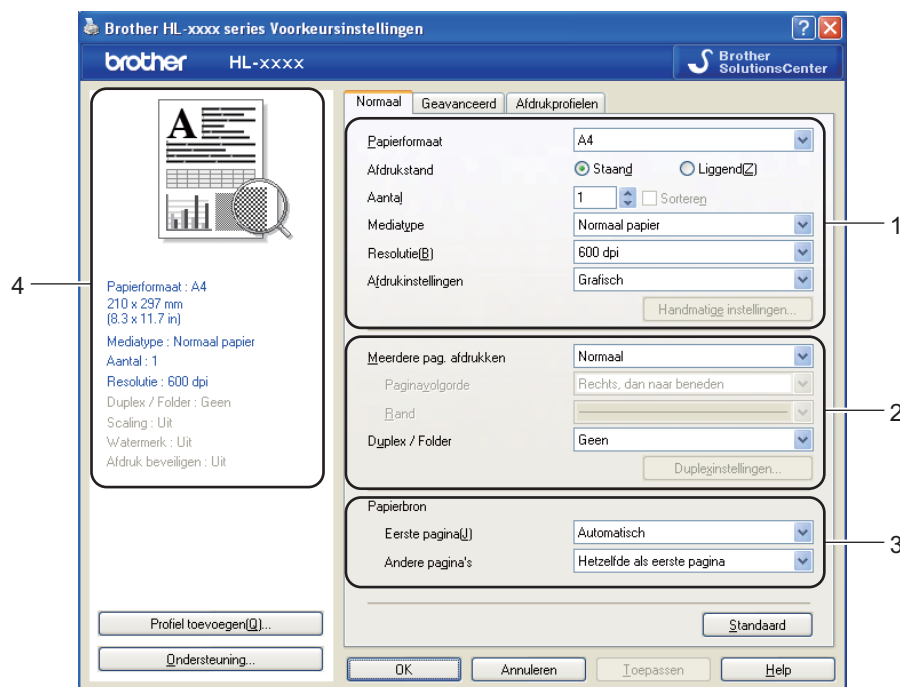 Brother HL-xxxx series Voorkeursinstellingen
brother HL-xxxx
Brother
SolutionsCenter
A
Papierformaat : A4
210 x 297 mm
(8.3 x 11.7 in)
Mediatype : Normaal papier
Aantal : 1
Resolutie : 600 dpi
Duplex / Folder : Geen
Scaling : Uit
Watermerk : Uit
Afdruk beveiligen : Uit
4
Profiel toevoegen(Q)...
Ondersteuning...
Normaal Geavanceerd Afdrukprofielen
Papierformaat A4
Afdrukstand Staand Liggend(Z)
Aantal 1 Sorteren
Mediatype Normaal papier
Resolutie(B) 600 dpi
Afdrukinstellingen Grafisch
Handmatige instellingen...
1
Meerdere pag. afdrukken Normaal
Paginavolgorde Rechts, dan naar beneden
Rand
Duplex / Folder Geen
Duplexinstellingen...
2
Papierbron
Eerste pagina(J) Automatisch
Andere pagina's Hetzelfde als eerste pagina
3
Standaard
OK Annuleren Toepassen Help